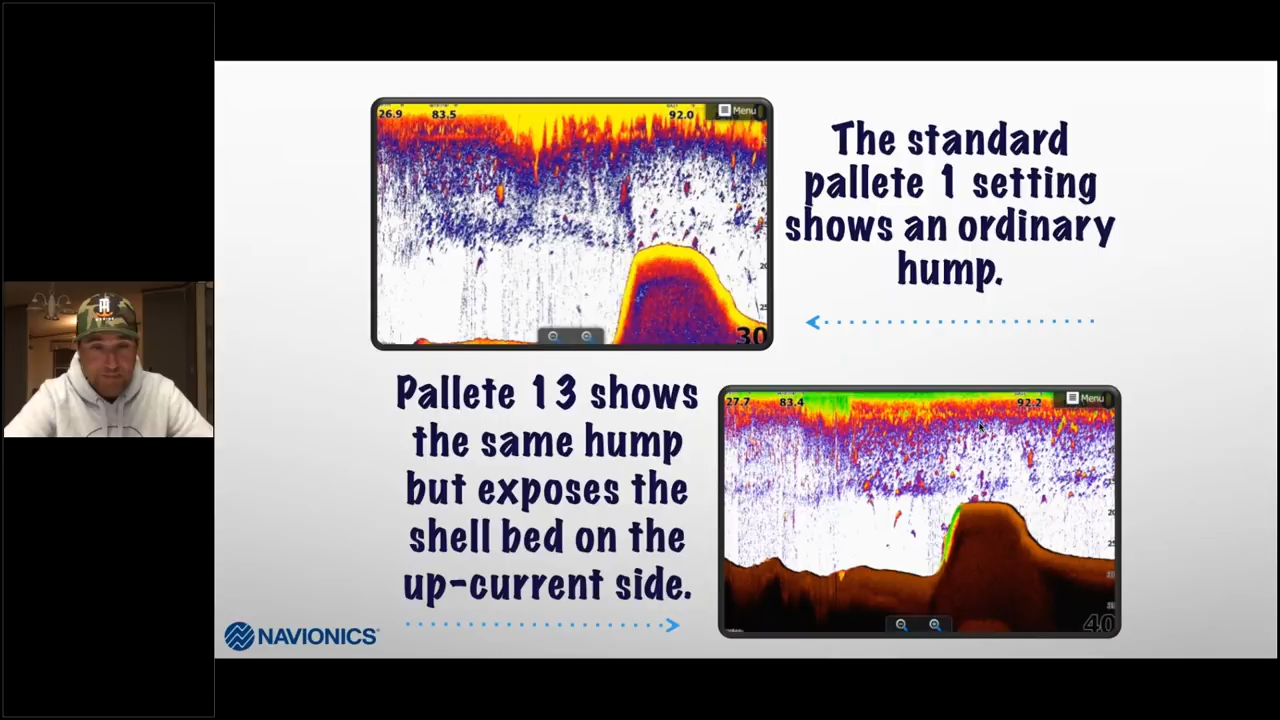 26.9
83.5
92.0
Menu
30
The standard
pallete 1 setting
shows an ordinary
hump.
Pallete 13 shows
the same hump
but exposes the
shell bed on the
up-current side.
27.7
83.4
92.2
Menu
40
NAVIONICS